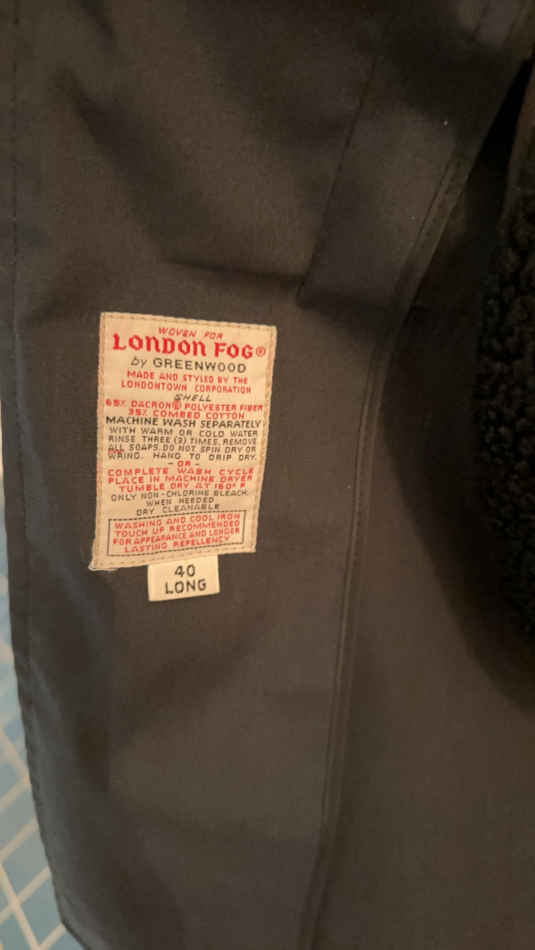 WOVEN FOR
LONDON FOG®
by GREENWOOD
MADE AND STYLED BY THE
LONDONTOWN CORPORATION
SHELL
65% DACRON® POLYESTER FIBER
35% COMBED COTTON
MACHINE WASH SEPARATELY
WITH WARM OR COLD WATER
RINSE THREE (3) TIMES, REMOVE
ALL SOAPS. DO NOT SPIN DRY OR
WRING. HAND TO DRIP DRY.
- OR -
COMPLETE WASH CYCLE
PLACE IN MACHINE DRYER
TUMBLE DRY AT 160° F
ONLY NON-CHLORINE BLEACH,
WHEN NEEDED
DRY CLEANABLE
WASHING AND COOL IRON
TOUCH UP RECOMMENDED
FOR APPEARANCE AND LONGER
LASTING REPELLENCY
40
LONG